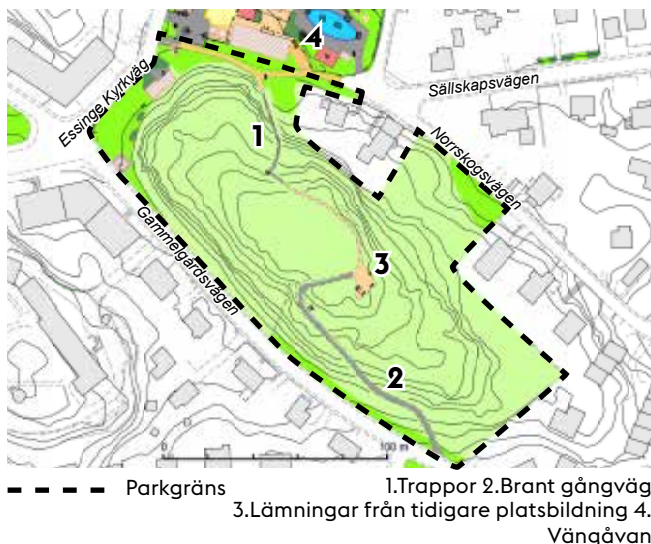 4
Sällskapsvägen
Essinge Kyrkväg
1
Norrskogsvägen
Gammelgårdsvägen
3
2
0
100 m
Parkgräns
1.Trappor 2.Brant gångväg
3.Lämningar från tidigare platsbildning 4.
Vängåvan